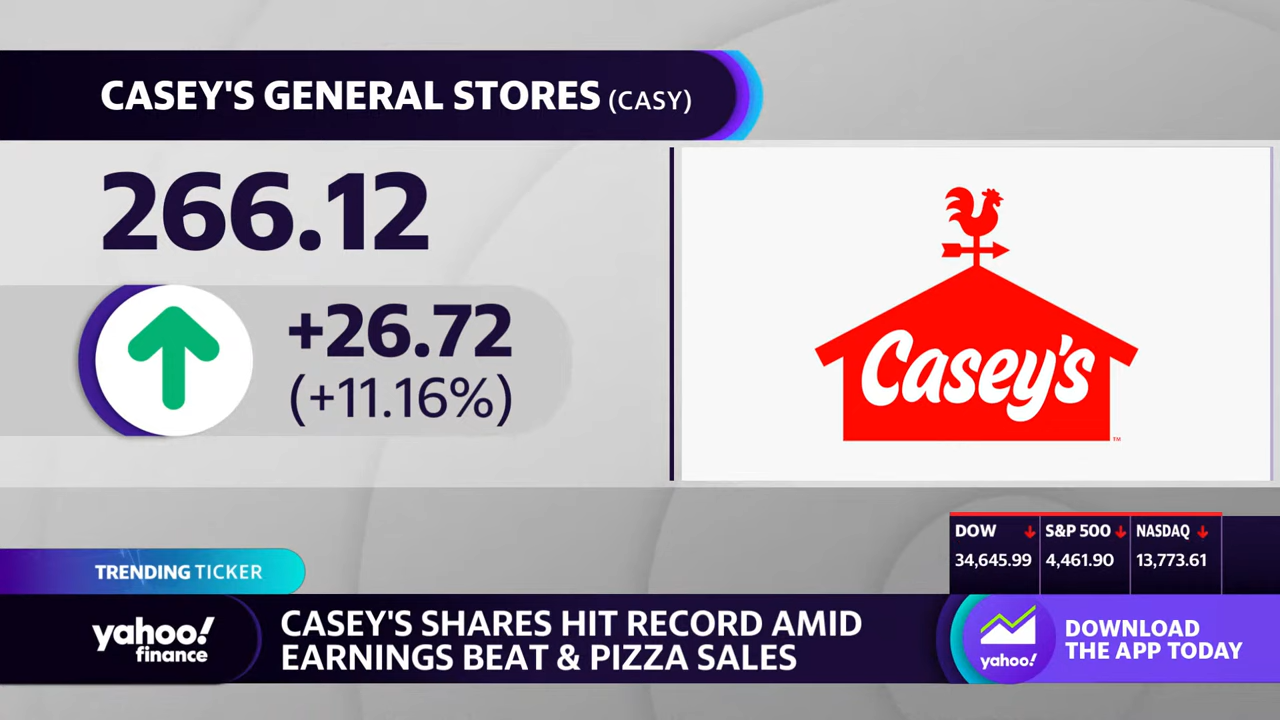 CASEY'S GENERAL STORES (CASY)
266.12
+26.72
(+11.16%)
Casey's
TM
DOW S&P 500 NASDAQ
34,645.99 4,461.90 13,773.61
TRENDING TICKER
yahoo!
finance
CASEY'S SHARES HIT RECORD AMID
EARNINGS BEAT & PIZZA SALES
yahoo!
DOWNLOAD
THE APP TODAY